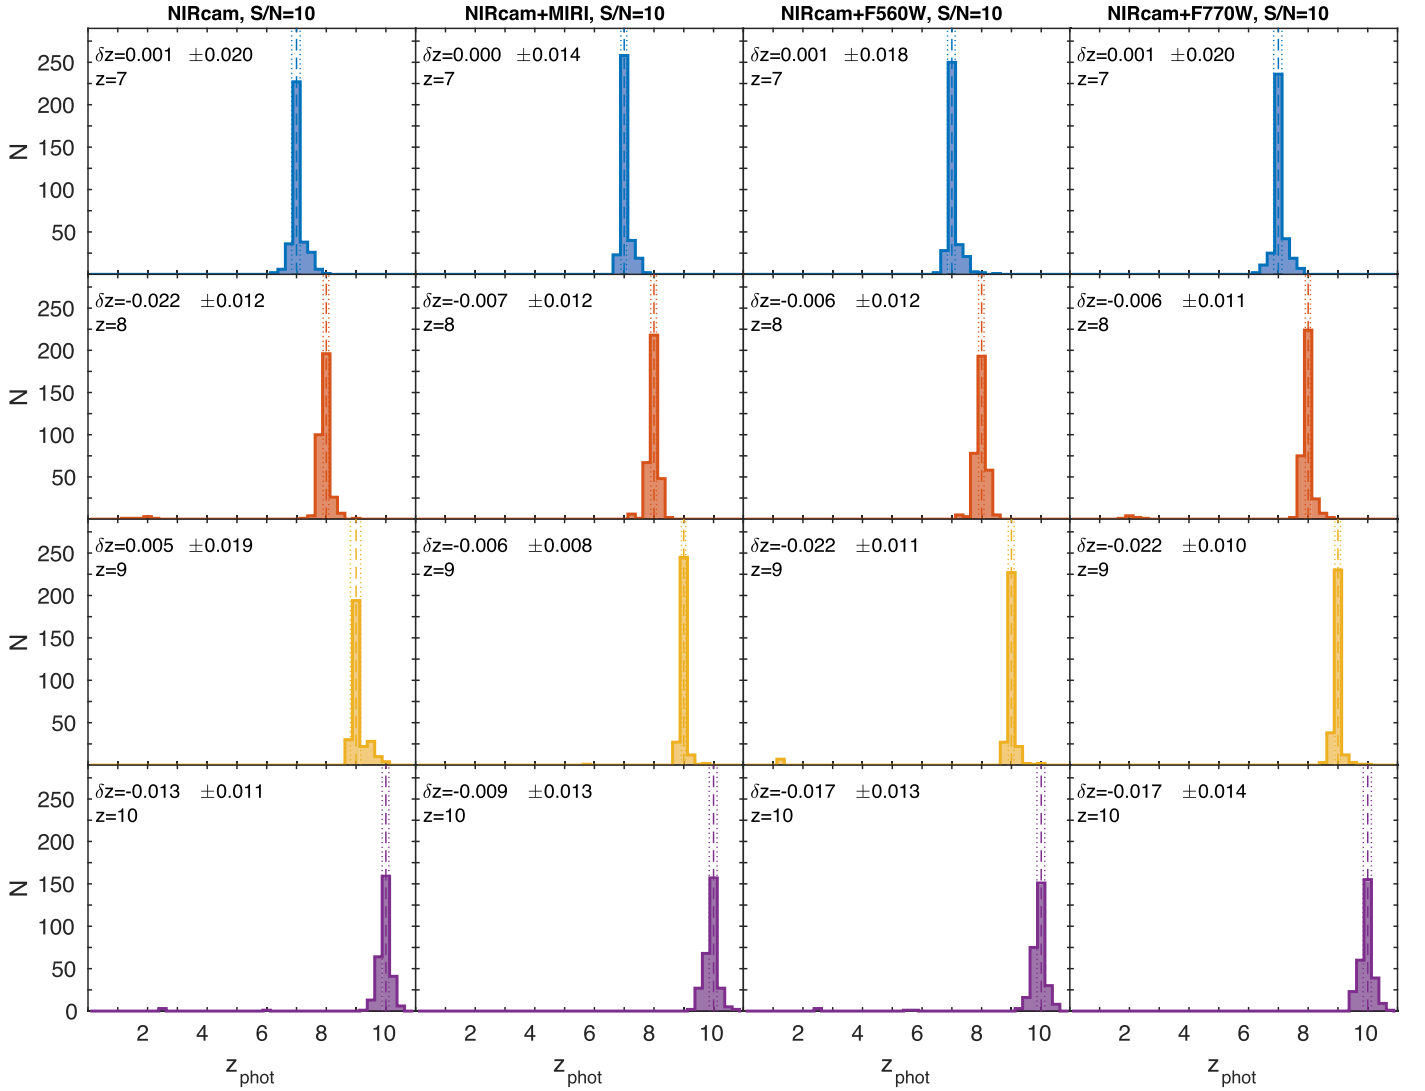 NIRcam, S/N=10 NIRcam+MIRI, S/N=10 NIRcam+F560W, S/N=10 NIRcam+F770W, S/N=10
δz=0.001 ±0.020 δz=0.000 ±0.014 δz=0.001 ±0.018 δz=0.001 ±0.020
z=7 z=7 z=7 z=7
250
200
150
100
50
N
δz=-0.022 ±0.012 δz=-0.007 ±0.012 δz=-0.006 ±0.012 δz=-0.006 ±0.011
z=8 z=8 z=8 z=8
250
200
150
100
50
N
δz=0.005 ±0.019 δz=-0.006 ±0.008 δz=-0.022 ±0.011 δz=-0.022 ±0.010
z=9 z=9 z=9 z=9
250
200
150
100
50
N
δz=-0.013 ±0.011 δz=-0.009 ±0.013 δz=-0.017 ±0.013 δz=-0.017 ±0.014
z=10 z=10 z=10 z=10
250
200
150
100
50
0
N
2 4 6 8 10 2 4 6 8 10 2 4 6 8 10 2 4 6 8 10
z_phot z_phot z_phot z_phot